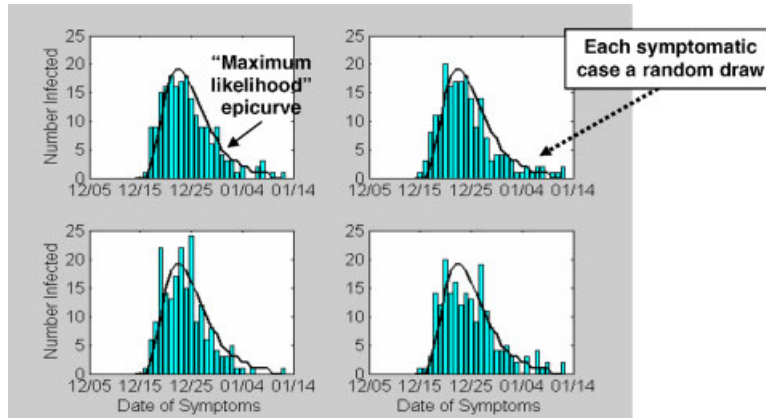 25
20
15
10
5
0
Number Infected
"Maximum
likelihood"
epicurve
12/05 12/15 12/25 01/04 01/14
25
20
15
10
5
0
Each symptomatic
case a random draw
12/05 12/15 12/25 01/04 01/14
25
20
15
10
5
0
Number Infected
12/05 12/15 12/25 01/04 01/14
Date of Symptoms
25
20
15
10
5
0
12/05 12/15 12/25 01/04 01/14
Date of Symptoms